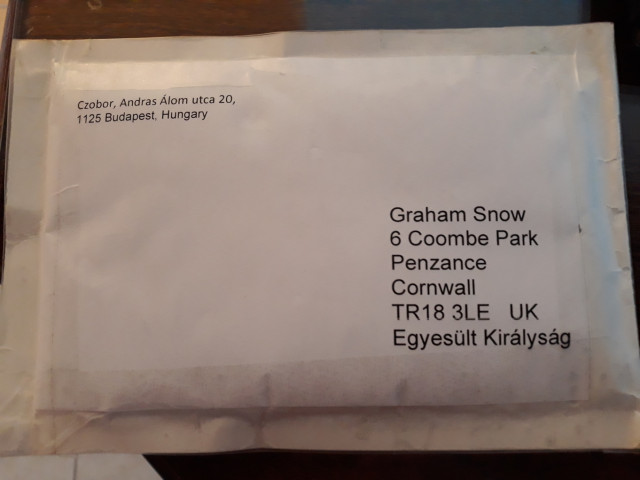 Czobor, Andras Álom utca 20,
1125 Budapest, Hungary
Graham Snow
6 Coombe Park
Penzance
Cornwall
TR18 3LE UK
Egyesült Királyság